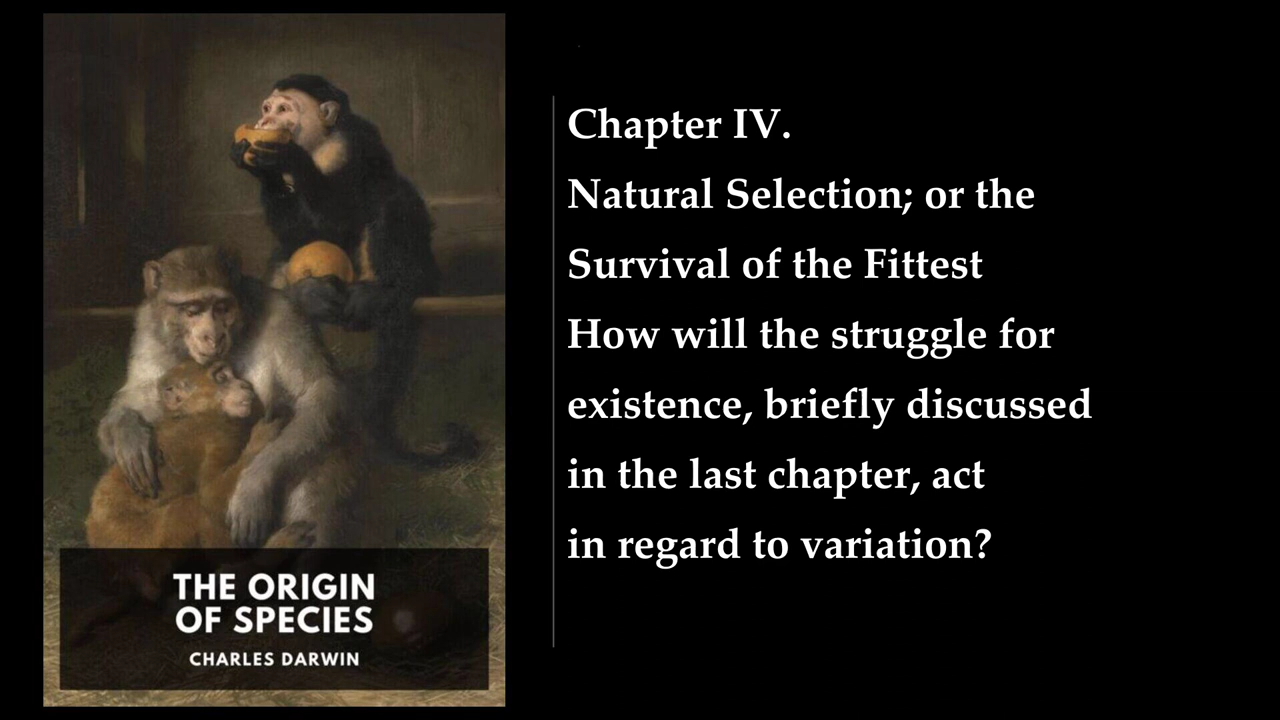 THE ORIGIN
OF SPECIES
CHARLES DARWIN
Chapter IV.
Natural Selection; or the
Survival of the Fittest
How will the struggle for
existence, briefly discussed
in the last chapter, act
in regard to variation?